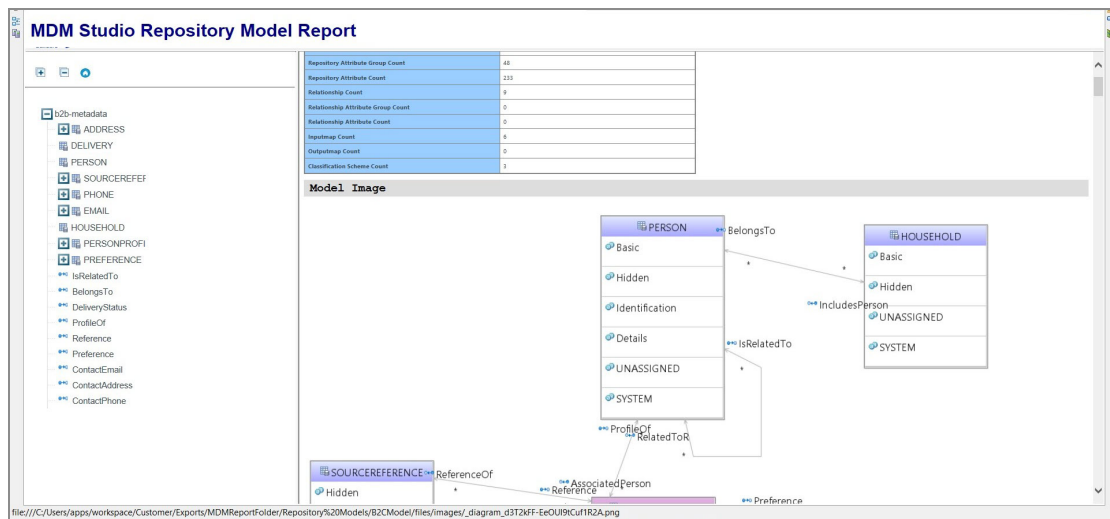 MDM Studio Repository Model Report
b2b-metadata
ADDRESS
DELIVERY
PERSON
SOURCEREFEF
PHONE
EMAIL
HOUSEHOLD
PERSONPROFI
PREFERENCE
IsRelatedTo
BelongsTo
DeliveryStatus
ProfileOf
Reference
Preference
ContactEmail
ContactAddress
ContactPhone
Repository Attribute Group Count 48
Repository Attribute Count 233
Relationship Count 9
Relationship Attribute Group Count 0
Relationship Attribute Count 0
Inputmap Count 6
Outputmap Count 0
Classification Scheme Count 3
Model Image
PERSON
Basic
Hidden
Identification
Details
UNASSIGNED
SYSTEM
BelongsTo
*
*
IncludesPerson
HOUSEHOLD
Basic
Hidden
UNASSIGNED
SYSTEM
IsRelatedTo
*
ProfileOf
RelatedToR
*
SOURCEREFERENCE
Hidden
ReferenceOf
*
AssociatedPerson
Reference
Preference
file:///C:/Users/apps/workspace/Customer/Exports/MDMReportFolder/Repository%20Models/B2CModel/files/images/_diagram_d3T2kFF-EeOUI9tCuf1R2A.png